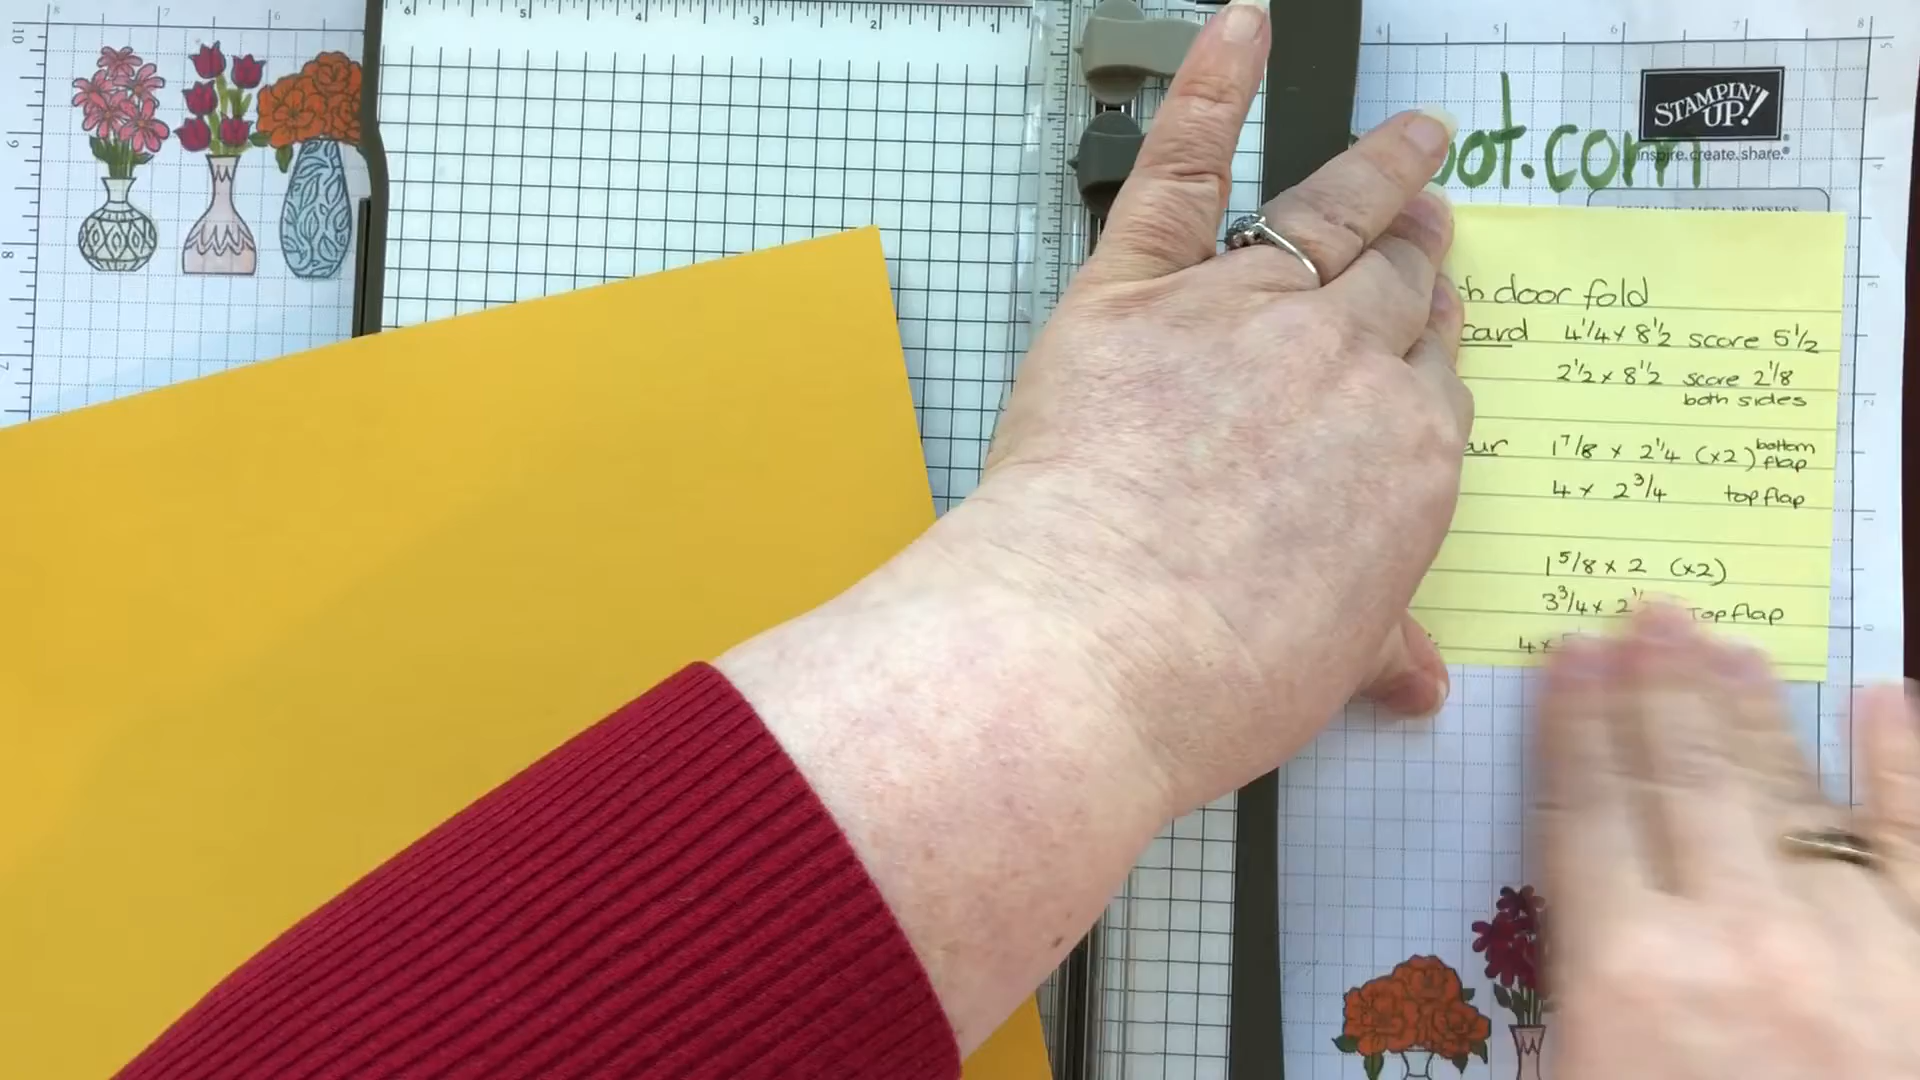 STAMPIN' UP!®
inspire.create.share.®
oot.com
h door fold
card 4 1/4 x 8 1/2 score 5 1/2
2 1/2 x 8 1/2 score 2 1/8
both sides
our 1 7/8 x 2 1/4 (x2) bottom flap
4 x 2 3/4 top flap
1 5/8 x 2 (x2)
3 3/4 x 2 Top flap
4 x